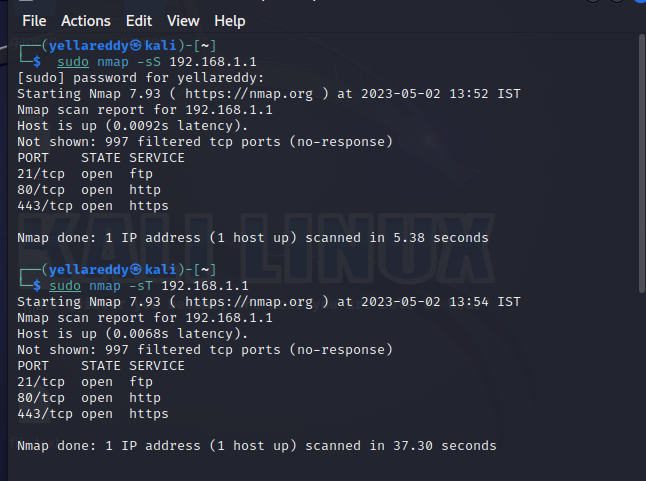 File Actions Edit View Help
┌──(yellareddy㉿kali)-[~]
└─$ sudo nmap -sS 192.168.1.1
[sudo] password for yellareddy:
Starting Nmap 7.93 ( https://nmap.org ) at 2023-05-02 13:52 IST
Nmap scan report for 192.168.1.1
Host is up (0.0092s latency).
Not shown: 997 filtered tcp ports (no-response)
PORT    STATE SERVICE
21/tcp  open  ftp
80/tcp  open  http
443/tcp open  https
Nmap done: 1 IP address (1 host up) scanned in 5.38 seconds
┌──(yellareddy㉿kali)-[~]
└─$ sudo nmap -sT 192.168.1.1
Starting Nmap 7.93 ( https://nmap.org ) at 2023-05-02 13:54 IST
Nmap scan report for 192.168.1.1
Host is up (0.0068s latency).
Not shown: 997 filtered tcp ports (no-response)
PORT    STATE SERVICE
21/tcp  open  ftp
80/tcp  open  http
443/tcp open  https
Nmap done: 1 IP address (1 host up) scanned in 37.30 seconds
KALI LINUX